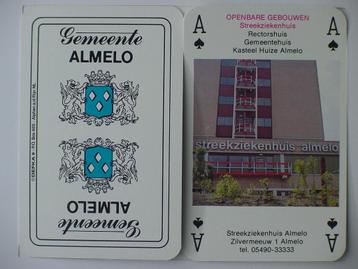 Gemeente
ALMELO
ALMELO
Gemeente
A
A
OPENBARE GEBOUWEN
Streekziekenhuis
Rectorshuis
Gemeentehuis
Kasteel Huize Almelo
streekziekenhuis almelo
Streekziekenhuis Almelo
Zilvermeeuw 1 Almelo
tel. 05490-33333
A
A